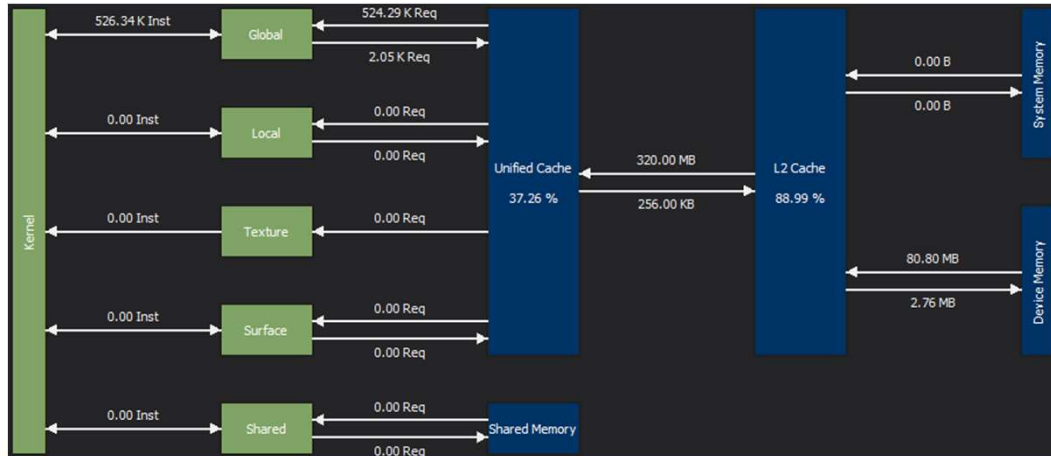 526.34 K Inst
Global
524.29 K Req
2.05 K Req
0.00 B
0.00 B
System Memory
0.00 Inst
Local
0.00 Req
0.00 Req
Unified Cache
37.26 %
320.00 MB
256.00 KB
L2 Cache
88.99 %
Kernel
0.00 Inst
Texture
0.00 Req
80.80 MB
2.76 MB
Device Memory
0.00 Inst
Surface
0.00 Req
0.00 Req
0.00 Inst
Shared
0.00 Req
0.00 Req
Shared Memory